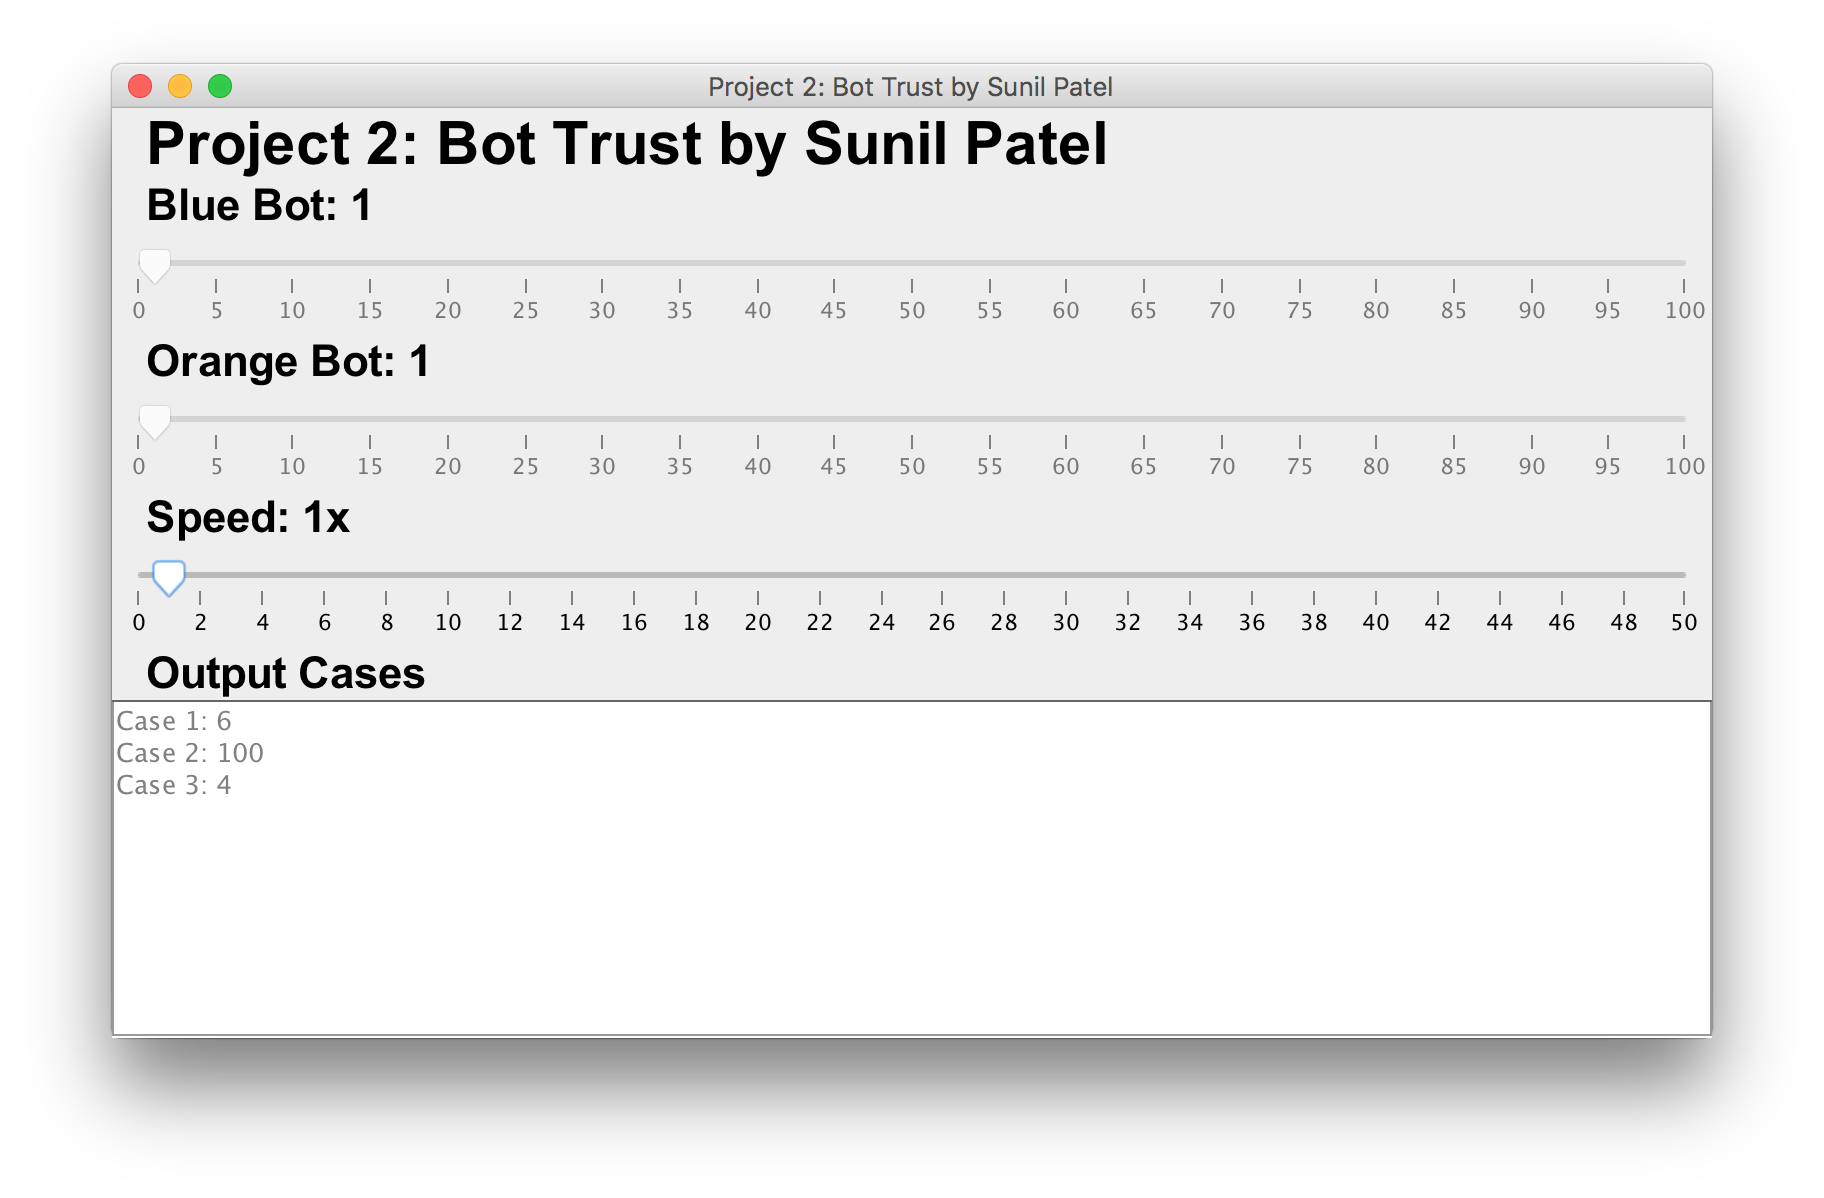 Project 2: Bot Trust by Sunil Patel
Project 2: Bot Trust by Sunil Patel
Blue Bot: 1
0 5 10 15 20 25 30 35 40 45 50 55 60 65 70 75 80 85 90 95 100
Orange Bot: 1
0 5 10 15 20 25 30 35 40 45 50 55 60 65 70 75 80 85 90 95 100
Speed: 1x
0 2 4 6 8 10 12 14 16 18 20 22 24 26 28 30 32 34 36 38 40 42 44 46 48 50
Output Cases
Case 1: 6
Case 2: 100
Case 3: 4